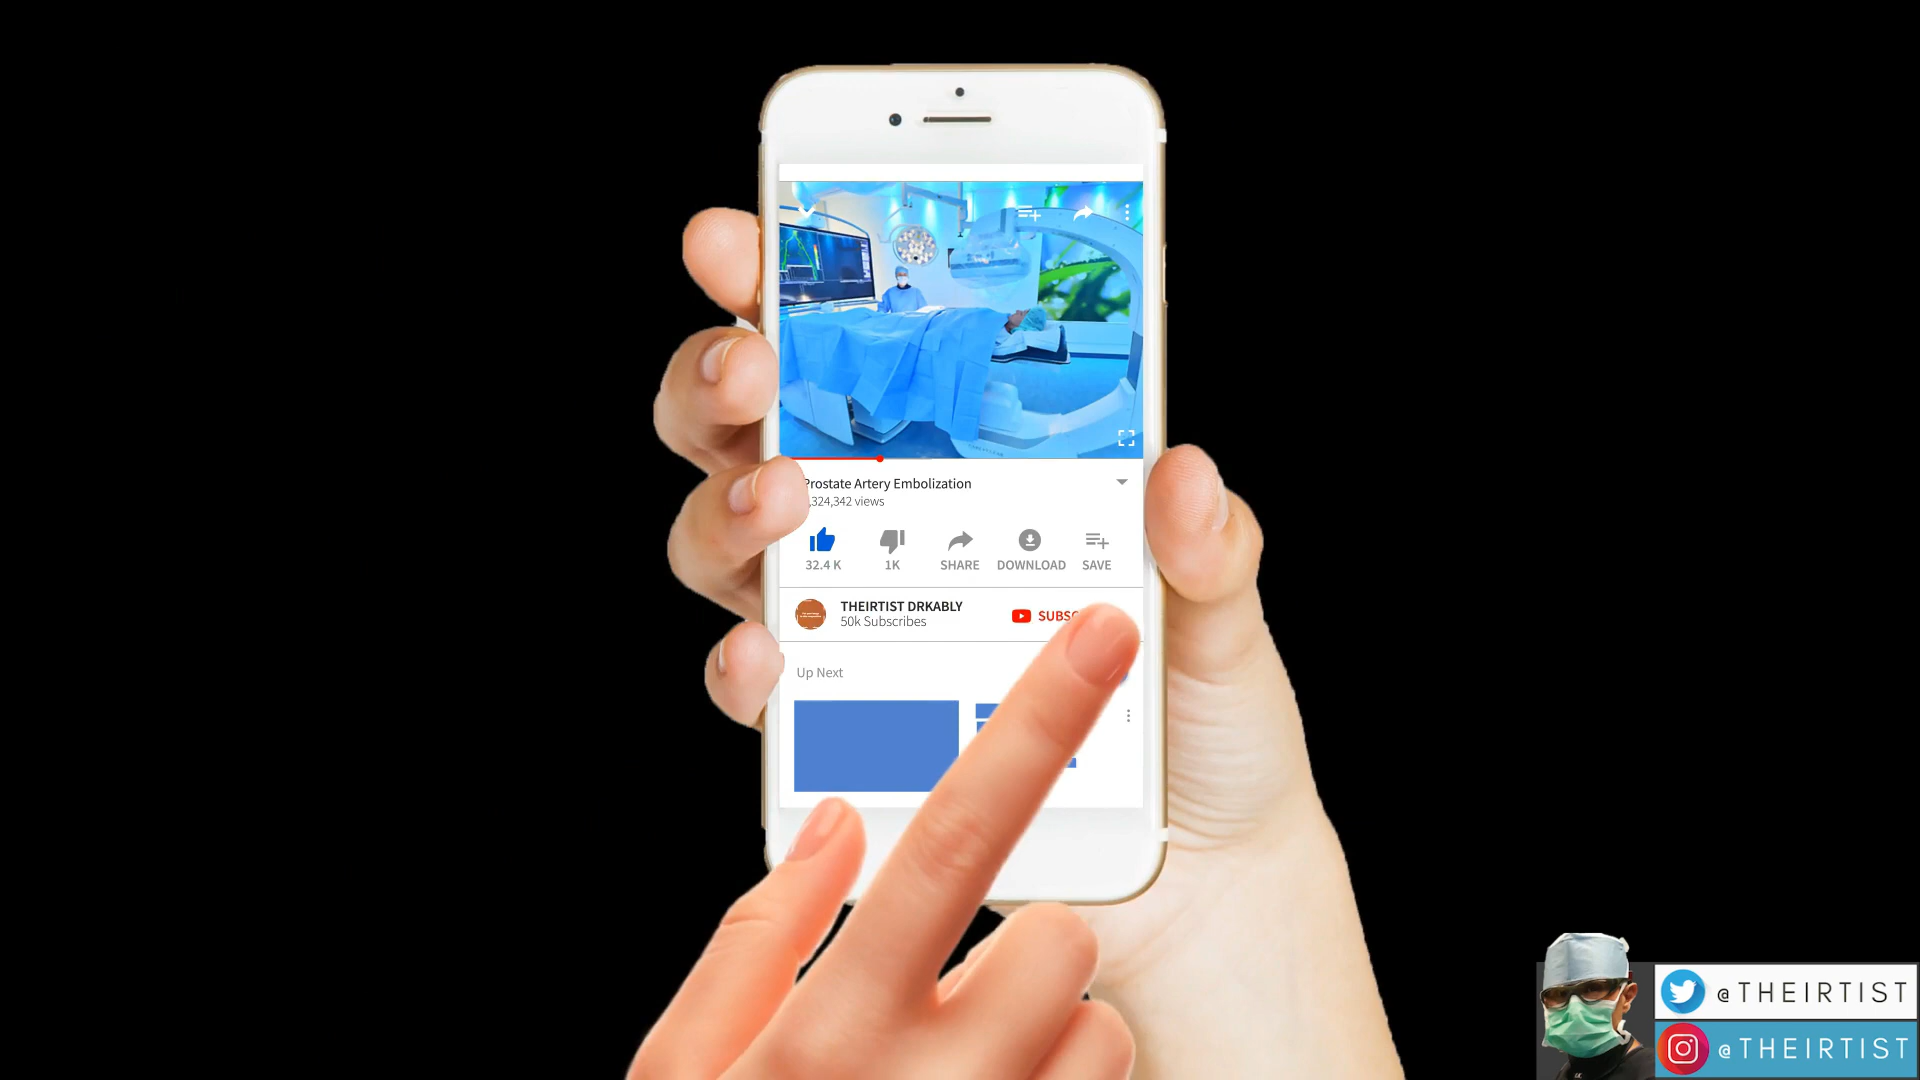 Prostate Artery Embolization
,324,342 views
32.4 K
1K
SHARE
DOWNLOAD
SAVE
THEIRTIST DRKABLY
50k Subscribes
SUBSC
Up Next
@THEIRTIST
@THEIRTIST